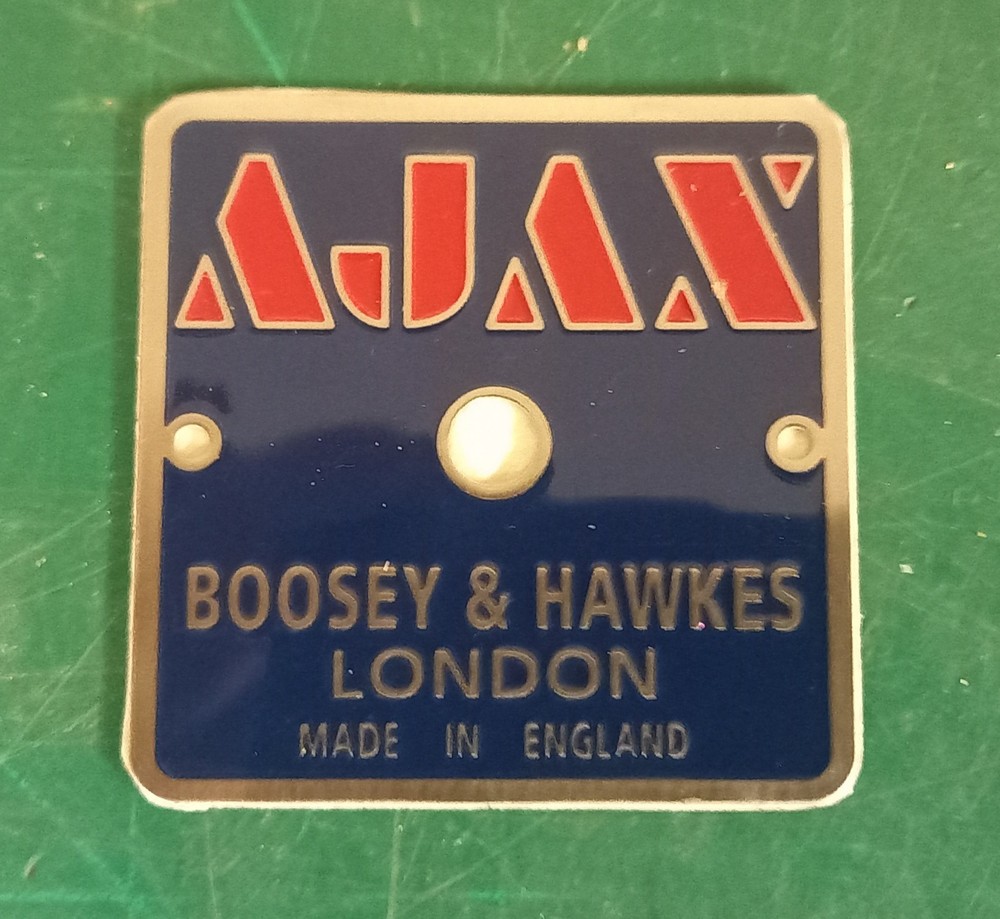 AJAX
BOOSEY & HAWKES
LONDON
MADE IN ENGLAND